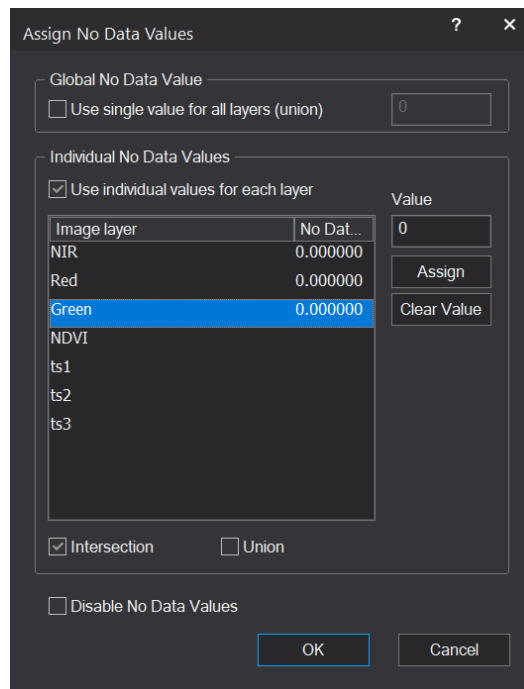 Assign No Data Values ? ×
Global No Data Value
Use single value for all layers (union) 0
Individual No Data Values
Use individual values for each layer
Value
Image layer No Dat... 0
NIR 0.000000
Assign
Red 0.000000
Green 0.000000 Clear Value
NDVI
ts1
ts2
ts3
Intersection Union
Disable No Data Values
OK Cancel